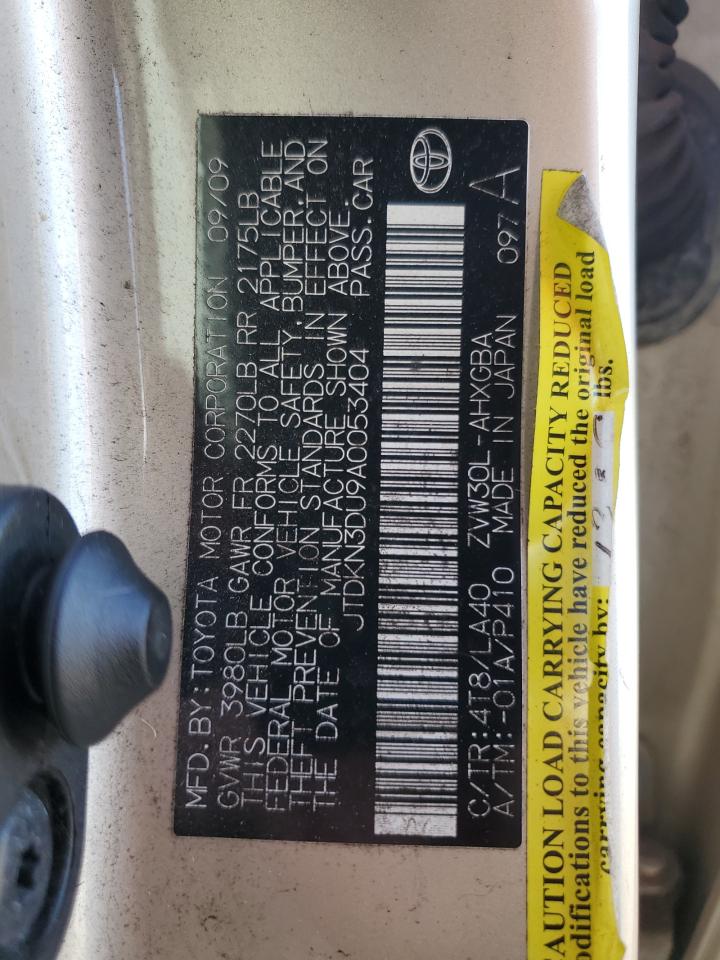 MFD. BY: TOYOTA MOTOR CORPORATION 09/09
GVWR 3980LB GAWR FR 2270LB RR 2175LB
THIS VEHICLE CONFORMS TO ALL APPLICABLE
FEDERAL MOTOR VEHICLE SAFETY, BUMPER, AND
THEFT PREVENTION STANDARDS IN EFFECT ON
THE DATE OF MANUFACTURE SHOWN ABOVE.
JTDKN3DU9A0053404 PASS. CAR
C/TR: 4T8/LA40 ZVW30L -AHXGBA
A/TM: -01A/P410 MADE IN JAPAN 097 A
CAUTION LOAD CARRYING CAPACITY REDUCED
Modifications to this vehicle have reduced the original load
carrying capacity by: lbs.